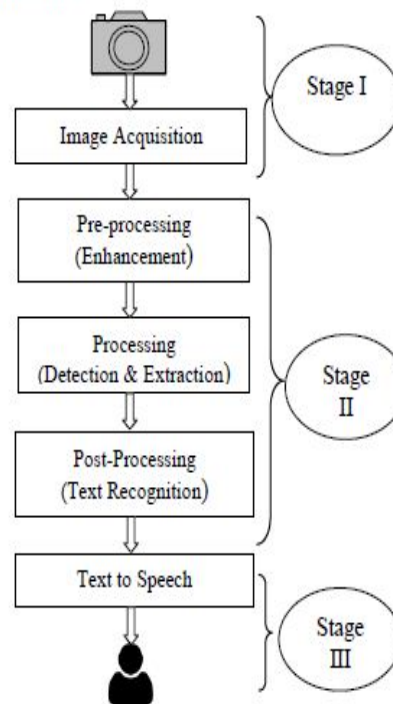 Stage I
Image Acquisition
Pre-processing
(Enhancement)
Processing
(Detection & Extraction)
Stage
II
Post-Processing
(Text Recognition)
Text to Speech
Stage
III